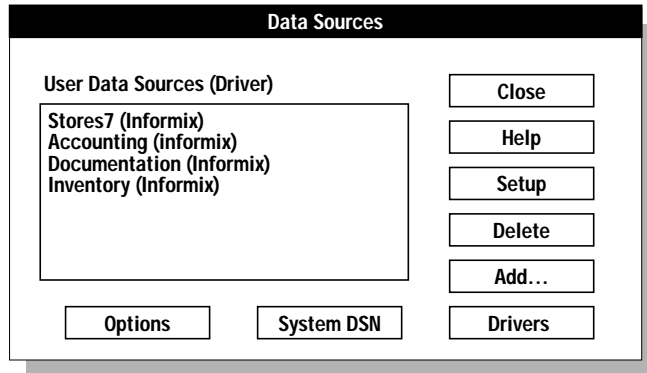 Data Sources
User Data Sources (Driver)
Stores7 (Informix)
Accounting (informix)
Documentation (Informix)
Inventory (Informix)
Close
Help
Setup
Delete
Add...
Options
System DSN
Drivers